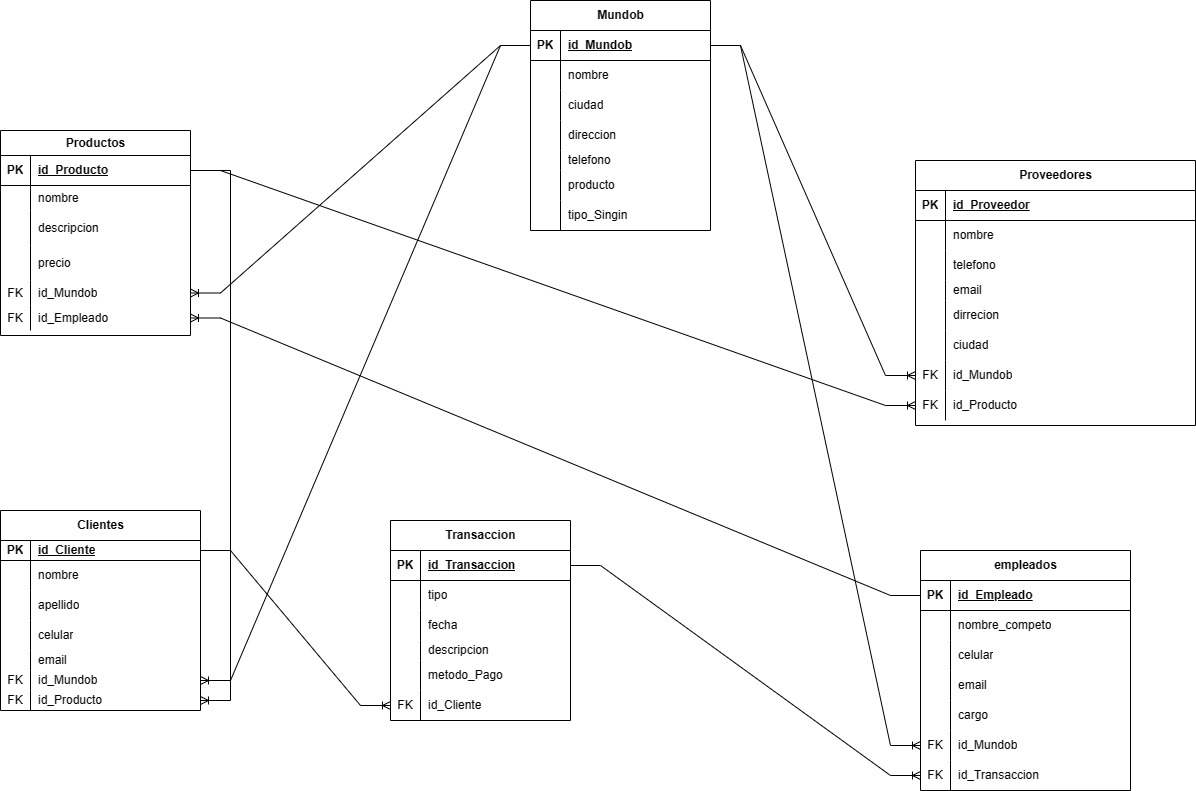 Mundob
PK id_Mundob
nombre
ciudad
direccion
telefono
producto
tipo_Singin
Productos
PK id_Producto
nombre
descripcion
precio
FK id_Mundob
FK id_Empleado
Proveedores
PK id_Proveedor
nombre
telefono
email
dirrecion
ciudad
FK id_Mundob
FK id_Producto
Clientes
PK id_Cliente
nombre
apellido
celular
email
FK id_Mundob
FK id_Producto
Transaccion
PK id_Transaccion
tipo
fecha
descripcion
metodo_Pago
FK id_Cliente
empleados
PK id_Empleado
nombre_competo
celular
email
cargo
FK id_Mundob
FK id_Transaccion